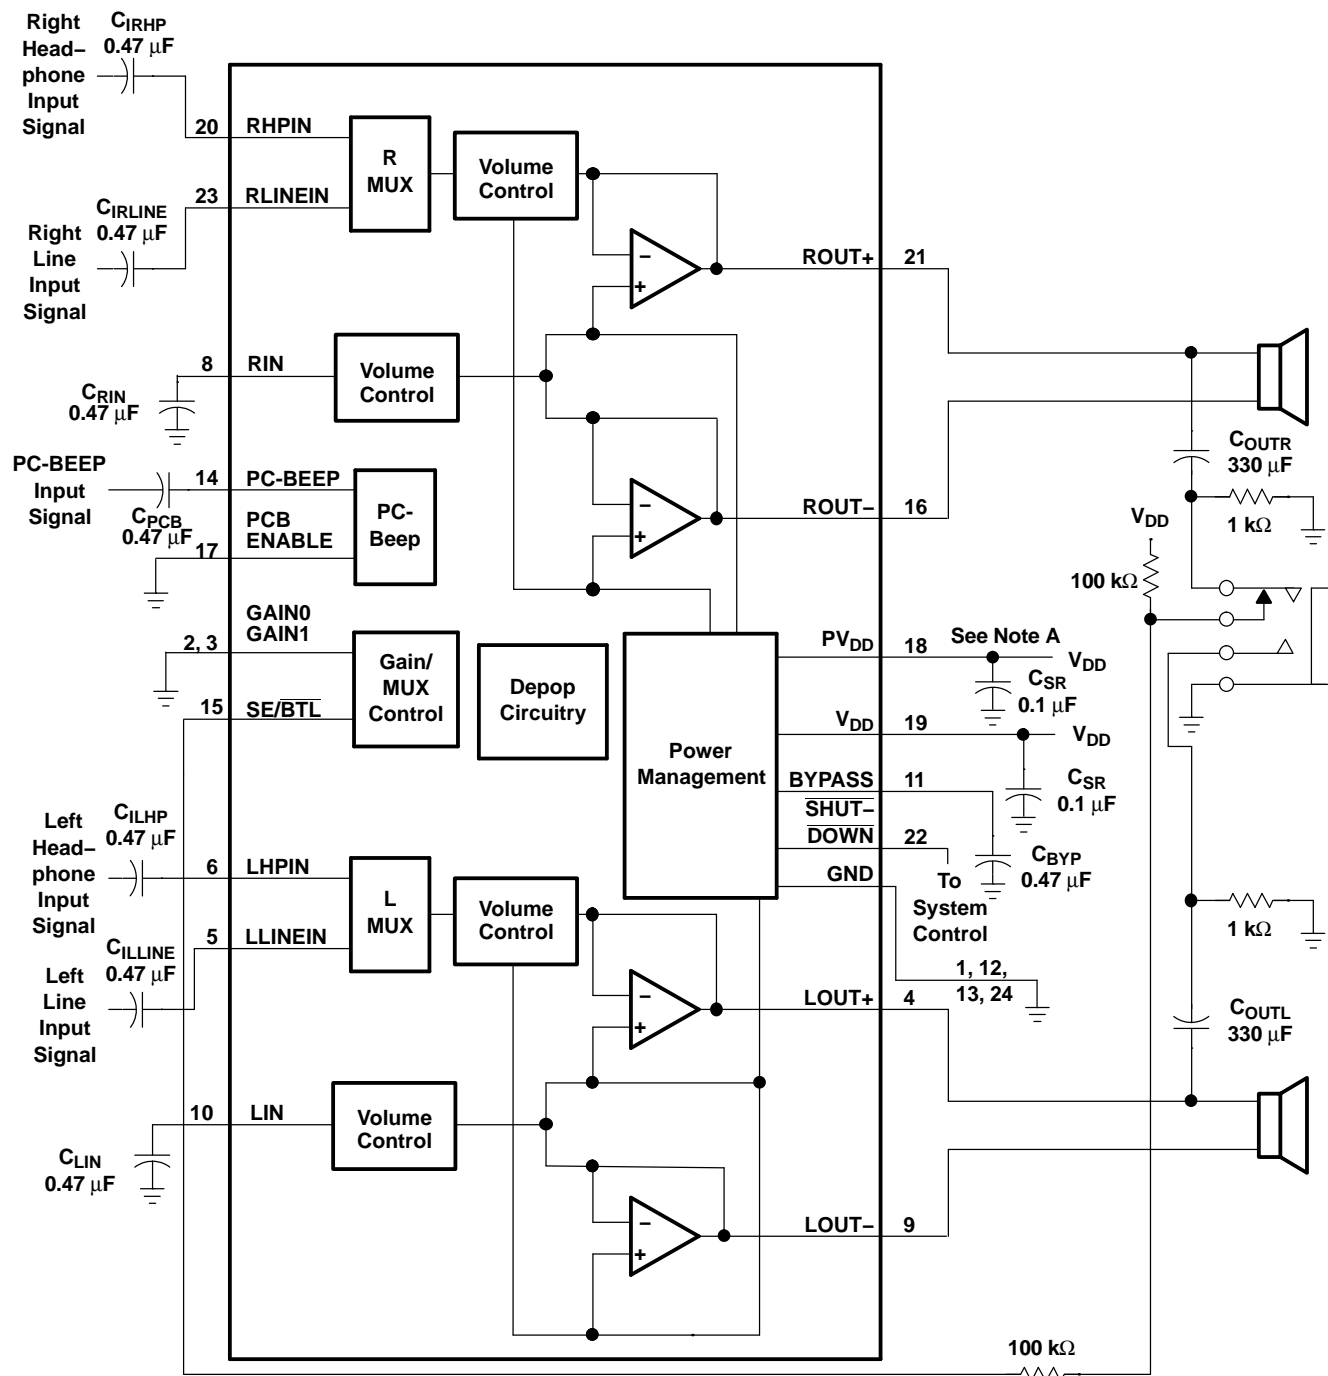 Right
Head–
phone
Input
Signal
CIRHP
0.47 μF
20
RHPIN
R
MUX
Volume
Control
23
RLINEIN
CIRLINE
0.47 μF
Right
Line
Input
Signal
–
+
ROUT+
21
8
RIN
Volume
Control
CRIN
0.47 μF
COUTR
330 μF
PC-BEEP
Input
Signal
14
PC-BEEP
CPCB
0.47 μF
17
PCB
ENABLE
PC-
Beep
–
+
ROUT–
16
1 kΩ
VDD
100 kΩ
GAIN0
GAIN1
2, 3
15
SE/BTL
Gain/
MUX
Control
Depop
Circuitry
Power
Management
PVDD
18
See Note A
VDD
CSR
0.1 μF
VDD
19
VDD
CSR
0.1 μF
BYPASS
11
SHUT–
DOWN
22
CBYP
0.47 μF
GND
To
System
Control
1, 12,
13, 24
Left
Head–
phone
Input
Signal
CILHP
0.47 μF
6
LHPIN
L
MUX
Volume
Control
5
LLINEIN
CILLINE
0.47 μF
Left
Line
Input
Signal
1 kΩ
–
+
LOUT+
4
COUTL
330 μF
10
LIN
Volume
Control
CLIN
0.47 μF
–
+
LOUT–
9
100 kΩ